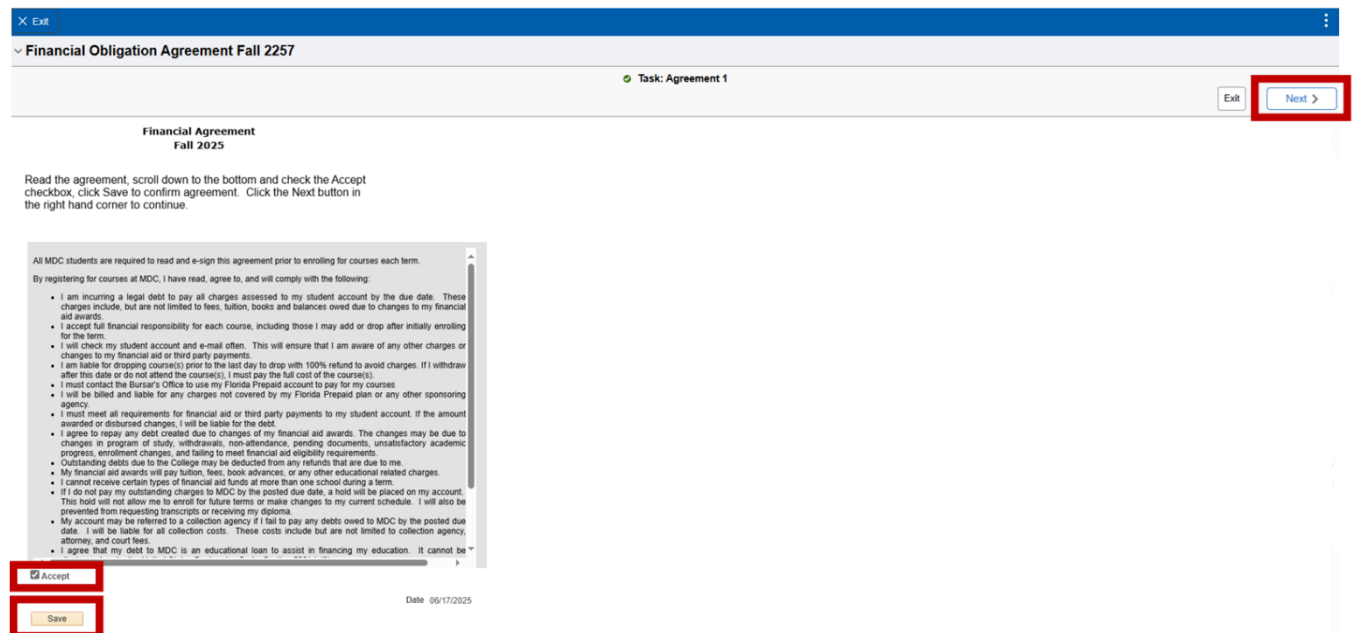 Exit
Financial Obligation Agreement Fall 2257
Task: Agreement 1
Exit
Next
Financial Agreement
Fall 2025
Read the agreement, scroll down to the bottom and check the Accept
checkbox, click Save to confirm agreement. Click the Next button in
the right hand corner to continue.
All MDC students are required to read and e-sign this agreement prior to enrolling for courses each term.
By registering for courses at MDC, I have read, agree to, and will comply with the following:
• I am incurring a legal debt to pay all charges assessed to my student account by the due date. These
charges include, but are not limited to fees, tuition, books and balances owed due to changes to my financial
aid awards.
• I accept full financial responsibility for each course, including those I may add or drop after initially enrolling
for the term.
• I will check my student account and e-mail often. This will ensure that I am aware of any other charges or
changes to my financial aid or third party payments.
• I am liable for dropping course(s) prior to the last day to drop with 100% refund to avoid charges. If I withdraw
after this date or do not attend the course(s), I must pay the full cost of the course(s).
• I must contact the Bursar's Office to use my Florida Prepaid account to pay for my courses
• I will be billed and liable for any charges not covered by my Florida Prepaid plan or any other sponsoring
agency.
• I must meet all requirements for financial aid or third party payments to my student account. If the amount
awarded or disbursed changes, I will be liable for the debt.
• I agree to repay any debt created due to changes of my financial aid awards. The changes may be due to
changes in program of study, withdrawals, non-attendance, pending documents, unsatisfactory academic
progress, enrollment changes, and failing to meet financial aid eligibility requirements.
• Outstanding debts due to the College may be deducted from any refunds that are due to me.
• My financial aid awards will pay tuition, fees, book advances, or any other educational related charges.
• I cannot receive certain types of financial aid funds at more than one school during a term.
• If I do not pay my outstanding charges to MDC by the posted due date, a hold will be placed on my account.
This hold will not allow me to enroll for future terms or make changes to my current schedule. I will also be
prevented from requesting transcripts or receiving my diploma.
• My account may be referred to a collection agency if I fail to pay any debts owed to MDC by the posted due
date. I will be liable for all collection costs. These costs include but are not limited to collection agency,
attorney, and court fees.
• I agree that my debt to MDC is an educational loan to assist in financing my education. It cannot be
Accept
Date 06/17/2025
Save